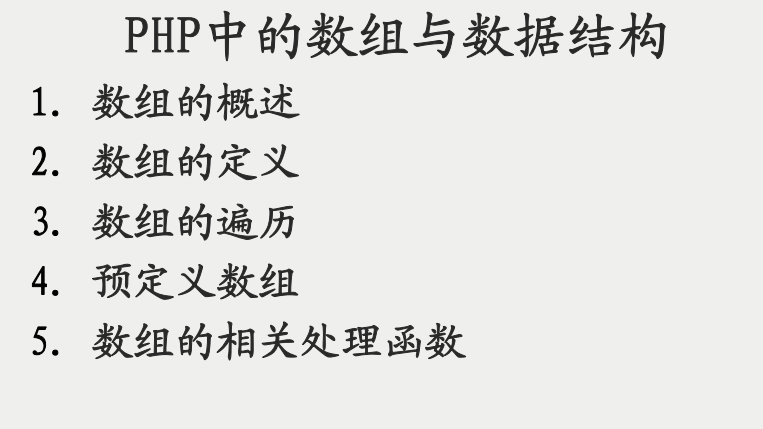 PHP中的数组与数据结构
1. 数组的概述
2. 数组的定义
3. 数组的遍历
4. 预定义数组
5. 数组的相关处理函数